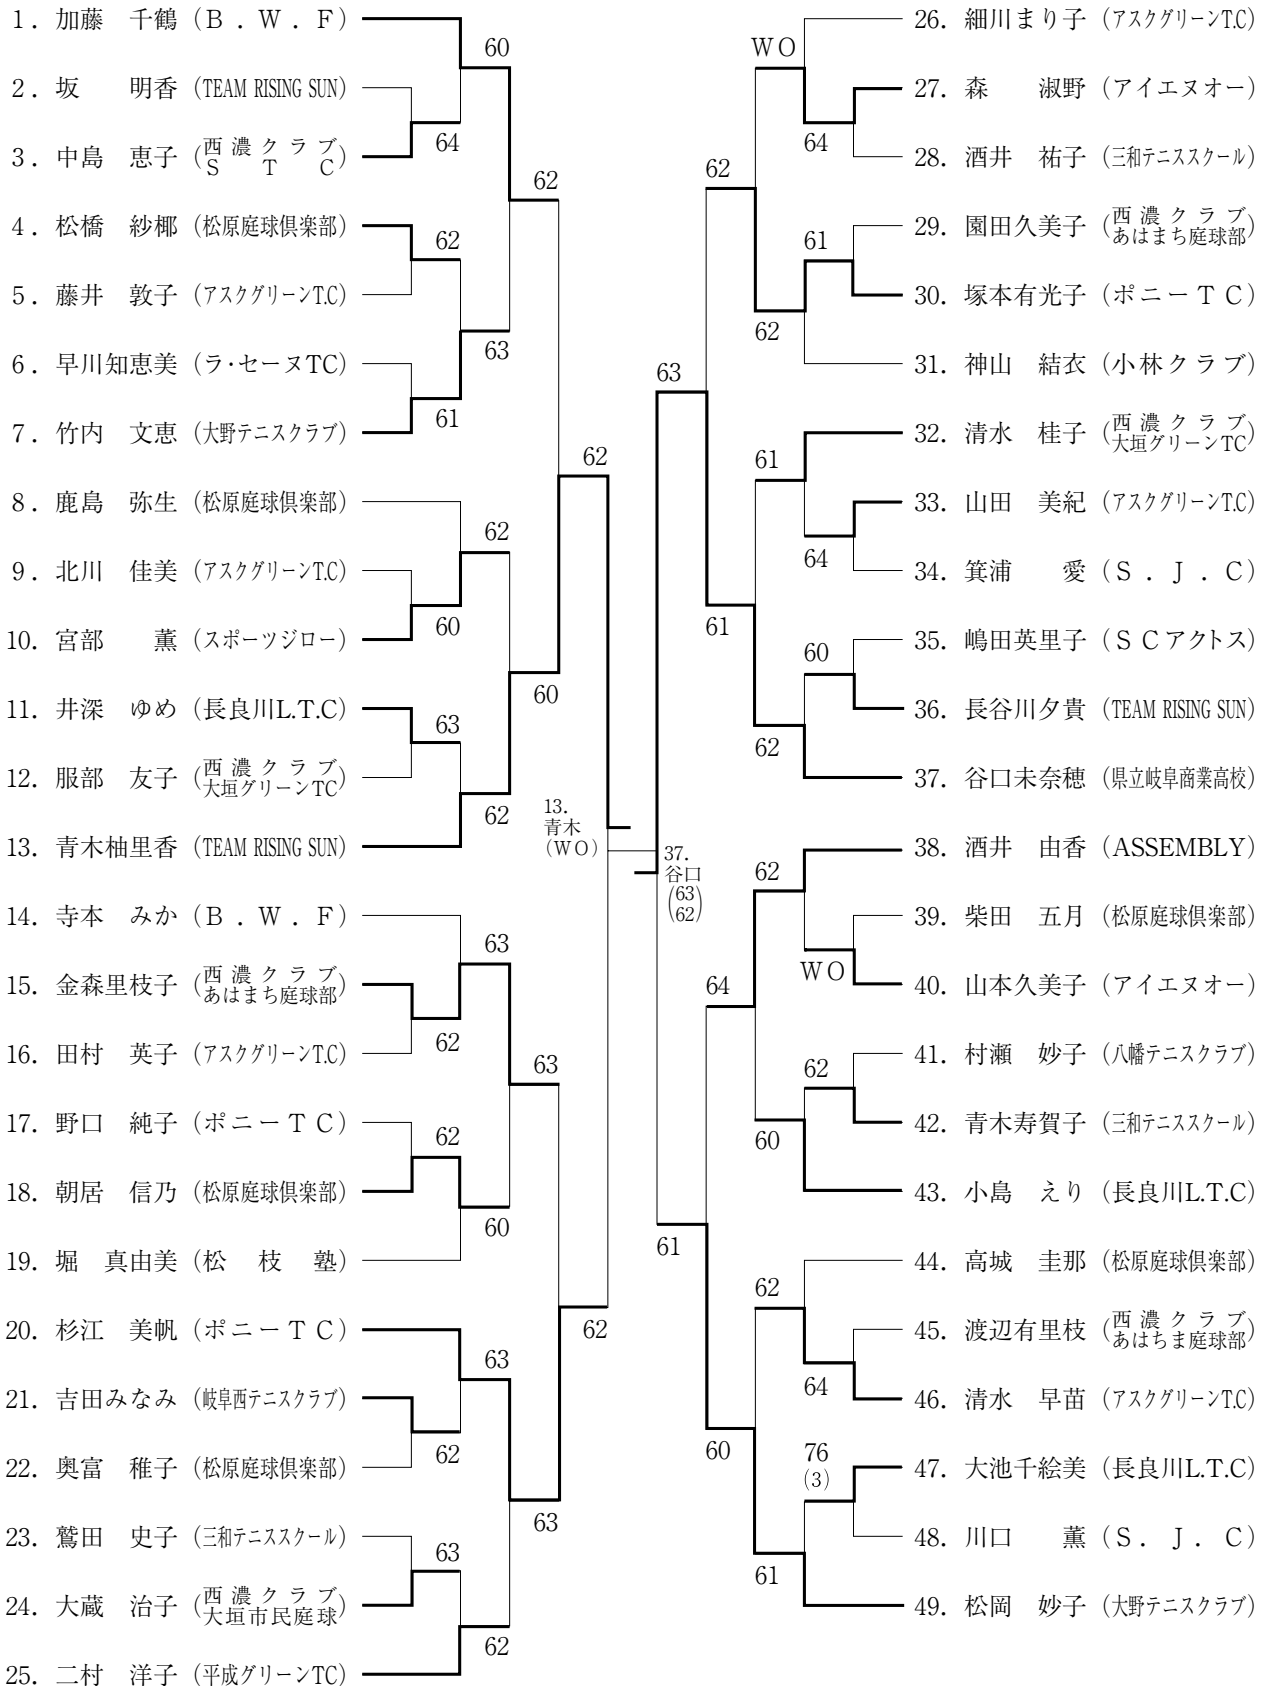 1. 加藤　千鶴 (B．W．F)
60
2. 坂　　明香 (TEAM RISING SUN)
64
3. 中島　恵子 (西濃クラブ
S T C)
62
4. 松橋　紗椰 (松原庭球倶楽部)
62
5. 藤井　敦子 (アスクグリーンT.C)
63
6. 早川知恵美 (ラ・セーヌTC)
61
7. 竹内　文恵 (大野テニスクラブ)
62
8. 鹿島　弥生 (松原庭球倶楽部)
62
9. 北川　佳美 (アスクグリーンT.C)
60
10. 宮部　　薫 (スポーツジロー)
60
11. 井深　ゆめ (長良川L.T.C)
63
12. 服部　友子 (西濃クラブ
大垣グリーンTC)
62
13. 青木柚里香 (TEAM RISING SUN)
13.
青木
(WO)
14. 寺本　みか (B．W．F)
63
15. 金森里枝子 (西濃クラブ
あはまち庭球部)
62
16. 田村　英子 (アスクグリーンT.C)
63
17. 野口　純子 (ポニーTC)
62
18. 朝居　信乃 (松原庭球倶楽部)
60
19. 堀　真由美 (松枝塾)
62
20. 杉江　美帆 (ポニーTC)
63
21. 吉田みなみ (岐阜西テニスクラブ)
62
22. 奥富　稚子 (松原庭球倶楽部)
63
23. 鷲田　史子 (三和テニススクール)
63
24. 大蔵　治子 (西濃クラブ
大垣市民庭球)
62
25. 二村　洋子 (平成グリーンTC)
26. 細川まり子 (アスクグリーンT.C)
WO
27. 森　　淑野 (アイエヌオー)
64
28. 酒井　祐子 (三和テニススクール)
62
29. 園田久美子 (西濃クラブ
あはまち庭球部)
61
30. 塚本有光子 (ポニーTC)
62
31. 神山　結衣 (小林クラブ)
63
32. 清水　桂子 (西濃クラブ
大垣グリーンTC)
61
33. 山田　美紀 (アスクグリーンT.C)
64
34. 箕浦　　愛 (S．J．C)
61
35. 嶋田英里子 (SCアクトス)
60
36. 長谷川夕貴 (TEAM RISING SUN)
62
37. 谷口未奈穂 (県立岐阜商業高校)
37.
谷口
(63)
(62)
38. 酒井　由香 (ASSEMBLY)
62
39. 柴田　五月 (松原庭球倶楽部)
WO
40. 山本久美子 (アイエヌオー)
64
41. 村瀬　妙子 (八幡テニスクラブ)
62
42. 青木寿賀子 (三和テニススクール)
60
43. 小島　えり (長良川L.T.C)
61
44. 高城　圭那 (松原庭球倶楽部)
62
45. 渡辺有里枝 (西濃クラブ
あはちま庭球部)
64
46. 清水　早苗 (アスクグリーンT.C)
60
76
(3)
47. 大池千絵美 (長良川L.T.C)
48. 川口　　薫 (S．J．C)
61
49. 松岡　妙子 (大野テニスクラブ)